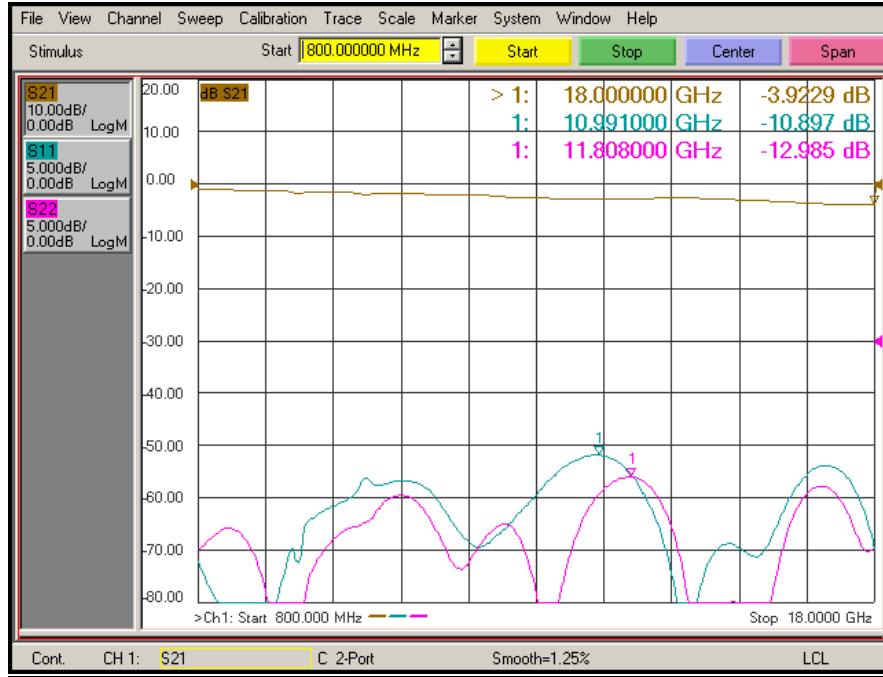 File View Channel Sweep Calibration Trace Scale Marker System Window Help
Stimulus Start 800.000000 MHz Start Stop Center Span
S21
10.00dB/
0.00dB LogM
S11
5.000dB/
0.00dB LogM
S22
5.000dB/
0.00dB LogM
dB S21
> 1: 18.000000 GHz -3.9229 dB
1: 10.991000 GHz -10.897 dB
1: 11.808000 GHz -12.985 dB
20.00
10.00
0.00
-10.00
-20.00
-30.00
-40.00
-50.00
-60.00
-70.00
-80.00
1
1
>Ch1: Start 800.000 MHz Stop 18.0000 GHz
Cont. CH 1: S21 C 2-Port Smooth=1.25% LCL